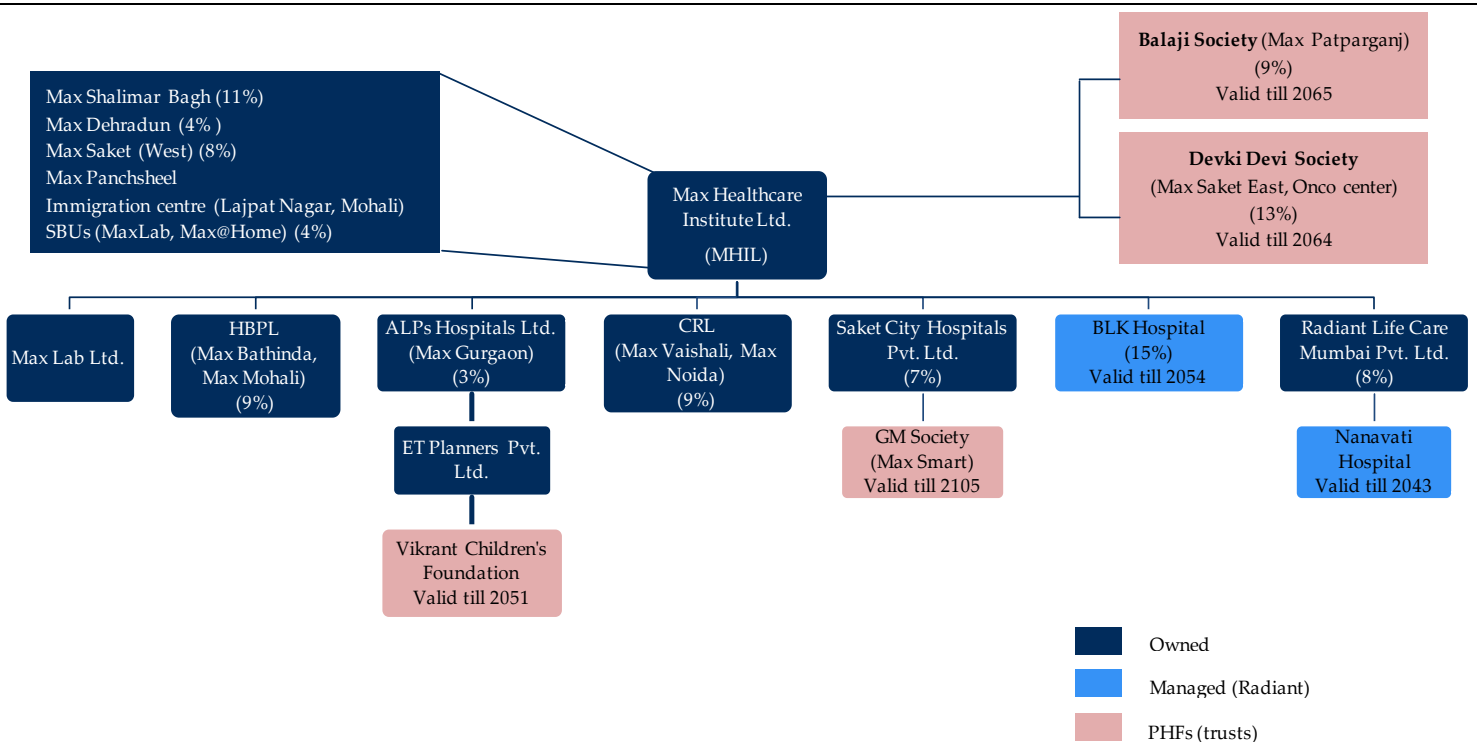 Max Shalimar Bagh (11%)
Max Dehradun (4% )
Max Saket (West) (8%)
Max Panchsheel
Immigration centre (Lajpat Nagar, Mohali)
SBUs (MaxLab, Max@Home) (4%)
Max Healthcare
Institute Ltd.
(MHIL)
Balaji Society (Max Patparganj)
(9%)
Valid till 2065
Devki Devi Society
(Max Saket East, Onco center)
(13%)
Valid till 2064
Max Lab Ltd.
HBPL
(Max Bathinda,
Max Mohali)
(9%)
ALPs Hospitals Ltd.
(Max Gurgaon)
(3%)
CRL
(Max Vaishali, Max
Noida)
(9%)
Saket City Hospitals
Pvt. Ltd.
(7%)
BLK Hospital
(15%)
Valid till 2054
Radiant Life Care
Mumbai Pvt. Ltd.
(8%)
ET Planners Pvt.
Ltd.
GM Society
(Max Smart)
Valid till 2105
Nanavati
Hospital
Valid till 2043
Vikrant Children's
Foundation
Valid till 2051
Owned
Managed (Radiant)
PHFs (trusts)